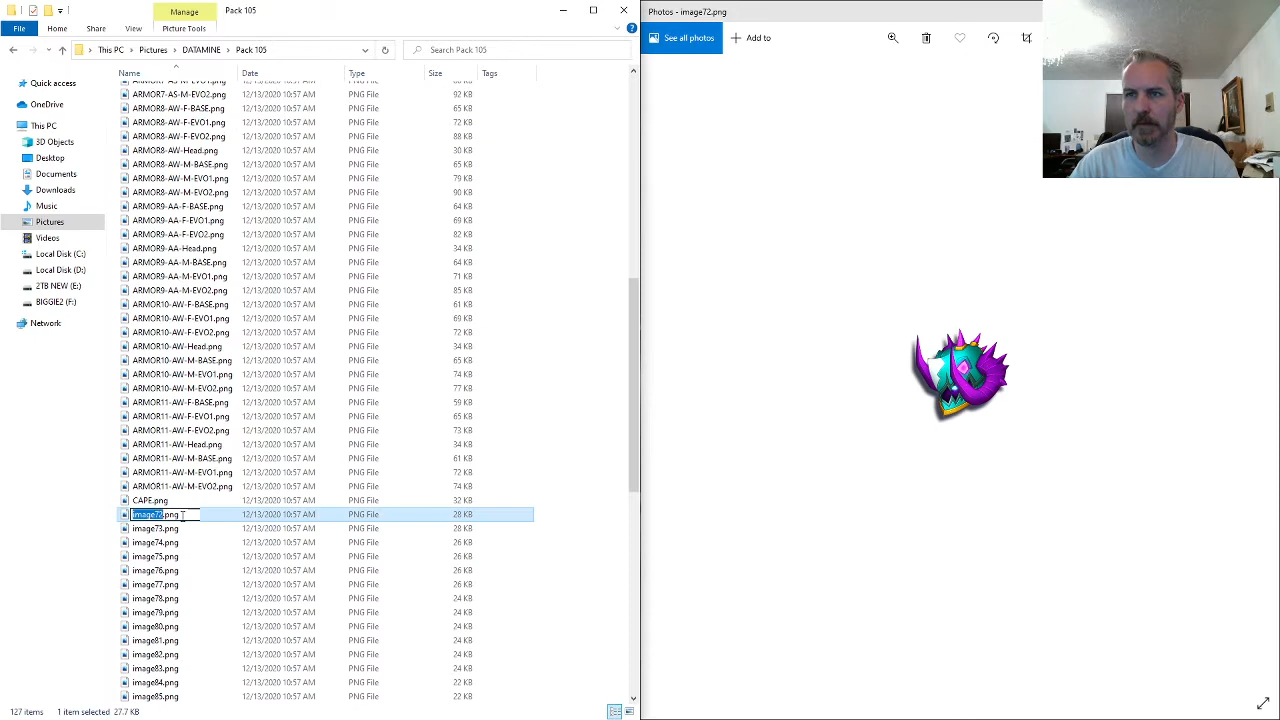 Manage
Pack 105
File
Home
Share
View
Picture Tools
This PC
Pictures
DATAMINE
Pack 105
Search Pack 105
Name
Date
Type
Size
Tags
Quick access
OneDrive
This PC
3D Objects
Desktop
Documents
Downloads
Music
Pictures
Videos
Local Disk (C:)
Local Disk (D:)
2TB NEW (E:)
BIGGIE2 (F:)
Network
ARMOR7-AS-M-EVO2.png 12/13/2020 10:57 AM PNG File 92 KB
ARMOR8-AW-F-BASE.png 12/13/2020 10:57 AM PNG File 65 KB
ARMOR8-AW-F-EVO1.png 12/13/2020 10:57 AM PNG File 72 KB
ARMOR8-AW-F-EVO2.png 12/13/2020 10:57 AM PNG File 88 KB
ARMOR8-AW-Head.png 12/13/2020 10:57 AM PNG File 30 KB
ARMOR8-AW-M-BASE.png 12/13/2020 10:57 AM PNG File 65 KB
ARMOR8-AW-M-EVO1.png 12/13/2020 10:57 AM PNG File 79 KB
ARMOR8-AW-M-EVO2.png 12/13/2020 10:57 AM PNG File 90 KB
ARMOR9-AA-F-BASE.png 12/13/2020 10:57 AM PNG File 64 KB
ARMOR9-AA-F-EVO1.png 12/13/2020 10:57 AM PNG File 69 KB
ARMOR9-AA-F-EVO2.png 12/13/2020 10:57 AM PNG File 82 KB
ARMOR9-AA-Head.png 12/13/2020 10:57 AM PNG File 34 KB
ARMOR9-AA-M-BASE.png 12/13/2020 10:57 AM PNG File 64 KB
ARMOR9-AA-M-EVO1.png 12/13/2020 10:57 AM PNG File 71 KB
ARMOR9-AA-M-EVO2.png 12/13/2020 10:57 AM PNG File 85 KB
ARMOR10-AW-F-BASE.png 12/13/2020 10:57 AM PNG File 61 KB
ARMOR10-AW-F-EVO1.png 12/13/2020 10:57 AM PNG File 69 KB
ARMOR10-AW-F-EVO2.png 12/13/2020 10:57 AM PNG File 72 KB
ARMOR10-AW-Head.png 12/13/2020 10:57 AM PNG File 34 KB
ARMOR10-AW-M-BASE.png 12/13/2020 10:57 AM PNG File 65 KB
ARMOR10-AW-M-EVO1.png 12/13/2020 10:57 AM PNG File 74 KB
ARMOR10-AW-M-EVO2.png 12/13/2020 10:57 AM PNG File 77 KB
ARMOR11-AW-F-BASE.png 12/13/2020 10:57 AM PNG File 59 KB
ARMOR11-AW-F-EVO1.png 12/13/2020 10:57 AM PNG File 65 KB
ARMOR11-AW-F-EVO2.png 12/13/2020 10:57 AM PNG File 73 KB
ARMOR11-AW-Head.png 12/13/2020 10:57 AM PNG File 34 KB
ARMOR11-AW-M-BASE.png 12/13/2020 10:57 AM PNG File 61 KB
ARMOR11-AW-M-EVO1.png 12/13/2020 10:57 AM PNG File 72 KB
ARMOR11-AW-M-EVO2.png 12/13/2020 10:57 AM PNG File 74 KB
CAPE.png 12/13/2020 10:57 AM PNG File 32 KB
image72.png 12/13/2020 10:57 AM PNG File 28 KB
image73.png 12/13/2020 10:57 AM PNG File 28 KB
image74.png 12/13/2020 10:57 AM PNG File 26 KB
image75.png 12/13/2020 10:57 AM PNG File 26 KB
image76.png 12/13/2020 10:57 AM PNG File 26 KB
image77.png 12/13/2020 10:57 AM PNG File 26 KB
image78.png 12/13/2020 10:57 AM PNG File 24 KB
image79.png 12/13/2020 10:57 AM PNG File 24 KB
image80.png 12/13/2020 10:57 AM PNG File 24 KB
image81.png 12/13/2020 10:57 AM PNG File 24 KB
image82.png 12/13/2020 10:57 AM PNG File 24 KB
image83.png 12/13/2020 10:57 AM PNG File 24 KB
image84.png 12/13/2020 10:57 AM PNG File 22 KB
image85.png 12/13/2020 10:57 AM PNG File 22 KB
127 items
1 item selected 27.7 KB
Photos - image72.png
See all photos
Add to